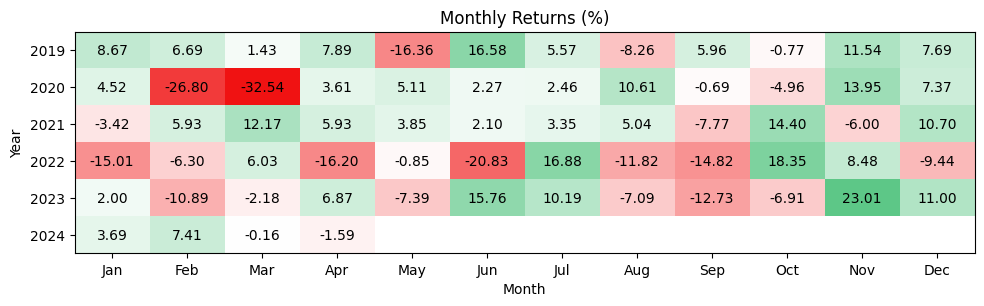 Monthly Returns (%)
2019 8.67 6.69 1.43 7.89 -16.36 16.58 5.57 -8.26 5.96 -0.77 11.54 7.69
2020 4.52 -26.80 -32.54 3.61 5.11 2.27 2.46 10.61 -0.69 -4.96 13.95 7.37
2021 -3.42 5.93 12.17 5.93 3.85 2.10 3.35 5.04 -7.77 14.40 -6.00 10.70
2022 -15.01 -6.30 6.03 -16.20 -0.85 -20.83 16.88 -11.82 -14.82 18.35 8.48 -9.44
2023 2.00 -10.89 -2.18 6.87 -7.39 15.76 10.19 -7.09 -12.73 -6.91 23.01 11.00
2024 3.69 7.41 -0.16 -1.59
Jan Feb Mar Apr May Jun Jul Aug Sep Oct Nov Dec
Month
Year